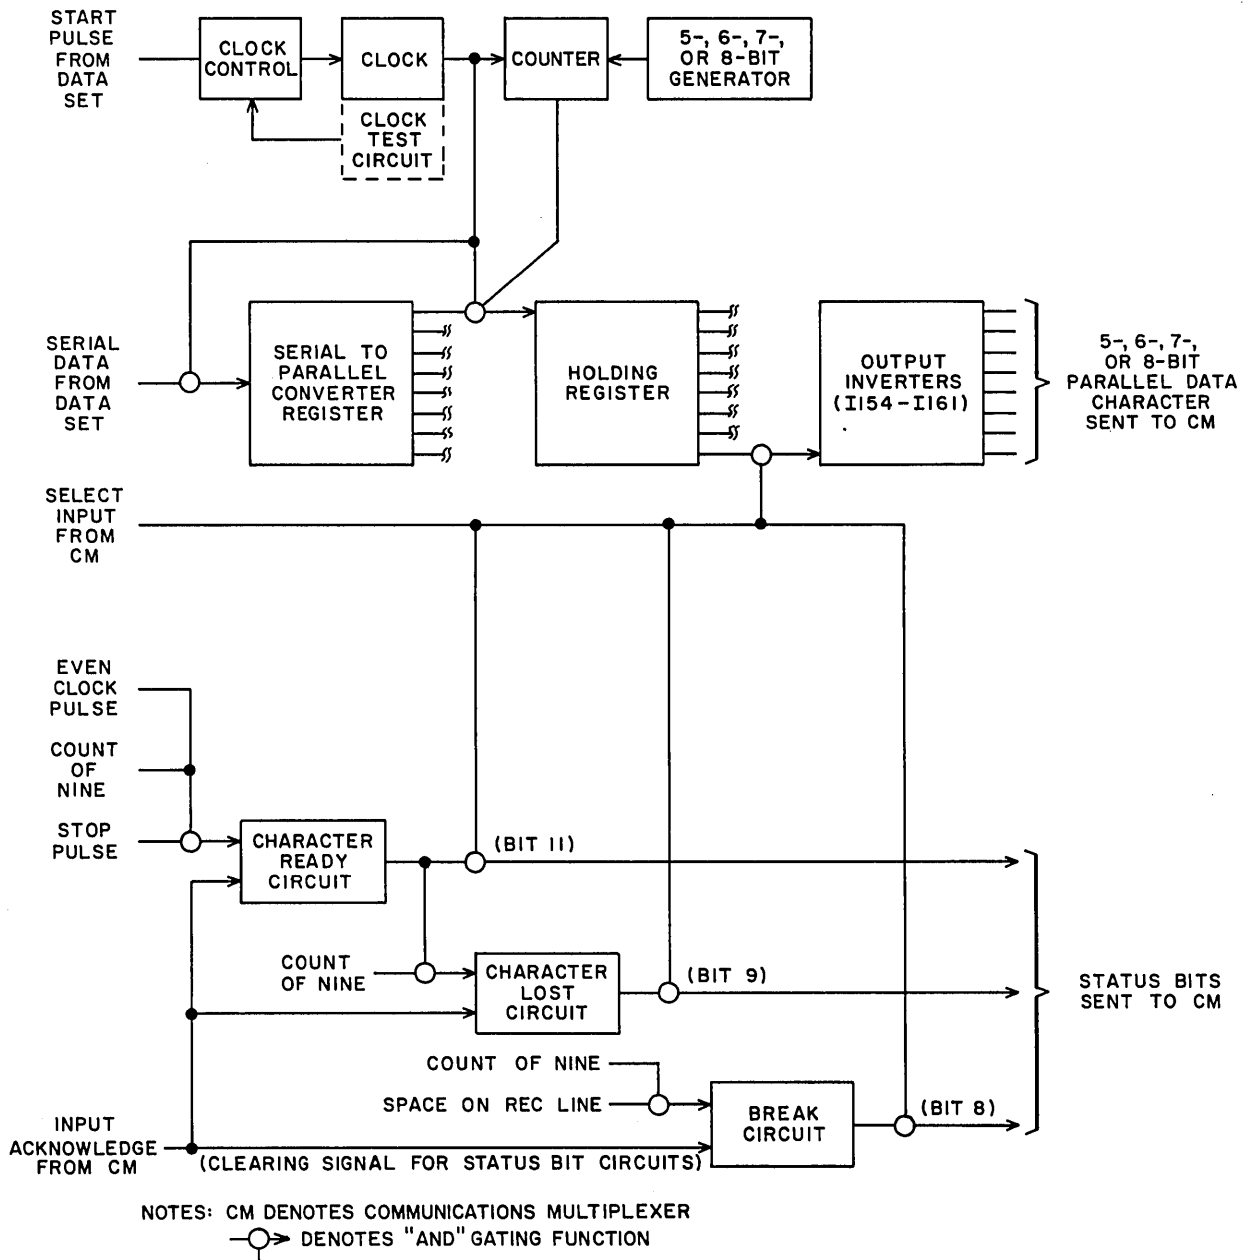 START
PULSE
FROM
DATA
SET
CLOCK
CONTROL
CLOCK
COUNTER
5-, 6-, 7-,
OR 8-BIT
GENERATOR
CLOCK
TEST
CIRCUIT
SERIAL
DATA
FROM
DATA
SET
SERIAL TO
PARALLEL
CONVERTER
REGISTER
HOLDING
REGISTER
OUTPUT
INVERTERS
(I154-I161)
5-, 6-, 7-,
OR 8-BIT
PARALLEL DATA
CHARACTER
SENT TO CM
SELECT
INPUT
FROM
CM
EVEN
CLOCK
PULSE
COUNT
OF
NINE
STOP
PULSE
CHARACTER
READY
CIRCUIT
(BIT 11)
COUNT
OF NINE
CHARACTER
LOST
CIRCUIT
(BIT 9)
STATUS BITS
SENT TO CM
COUNT OF NINE
SPACE ON REC LINE
BREAK
CIRCUIT
(BIT 8)
INPUT
ACKNOWLEDGE
FROM CM
(CLEARING SIGNAL FOR STATUS BIT CIRCUITS)
NOTES: CM DENOTES COMMUNICATIONS MULTIPLEXER
DENOTES "AND" GATING FUNCTION